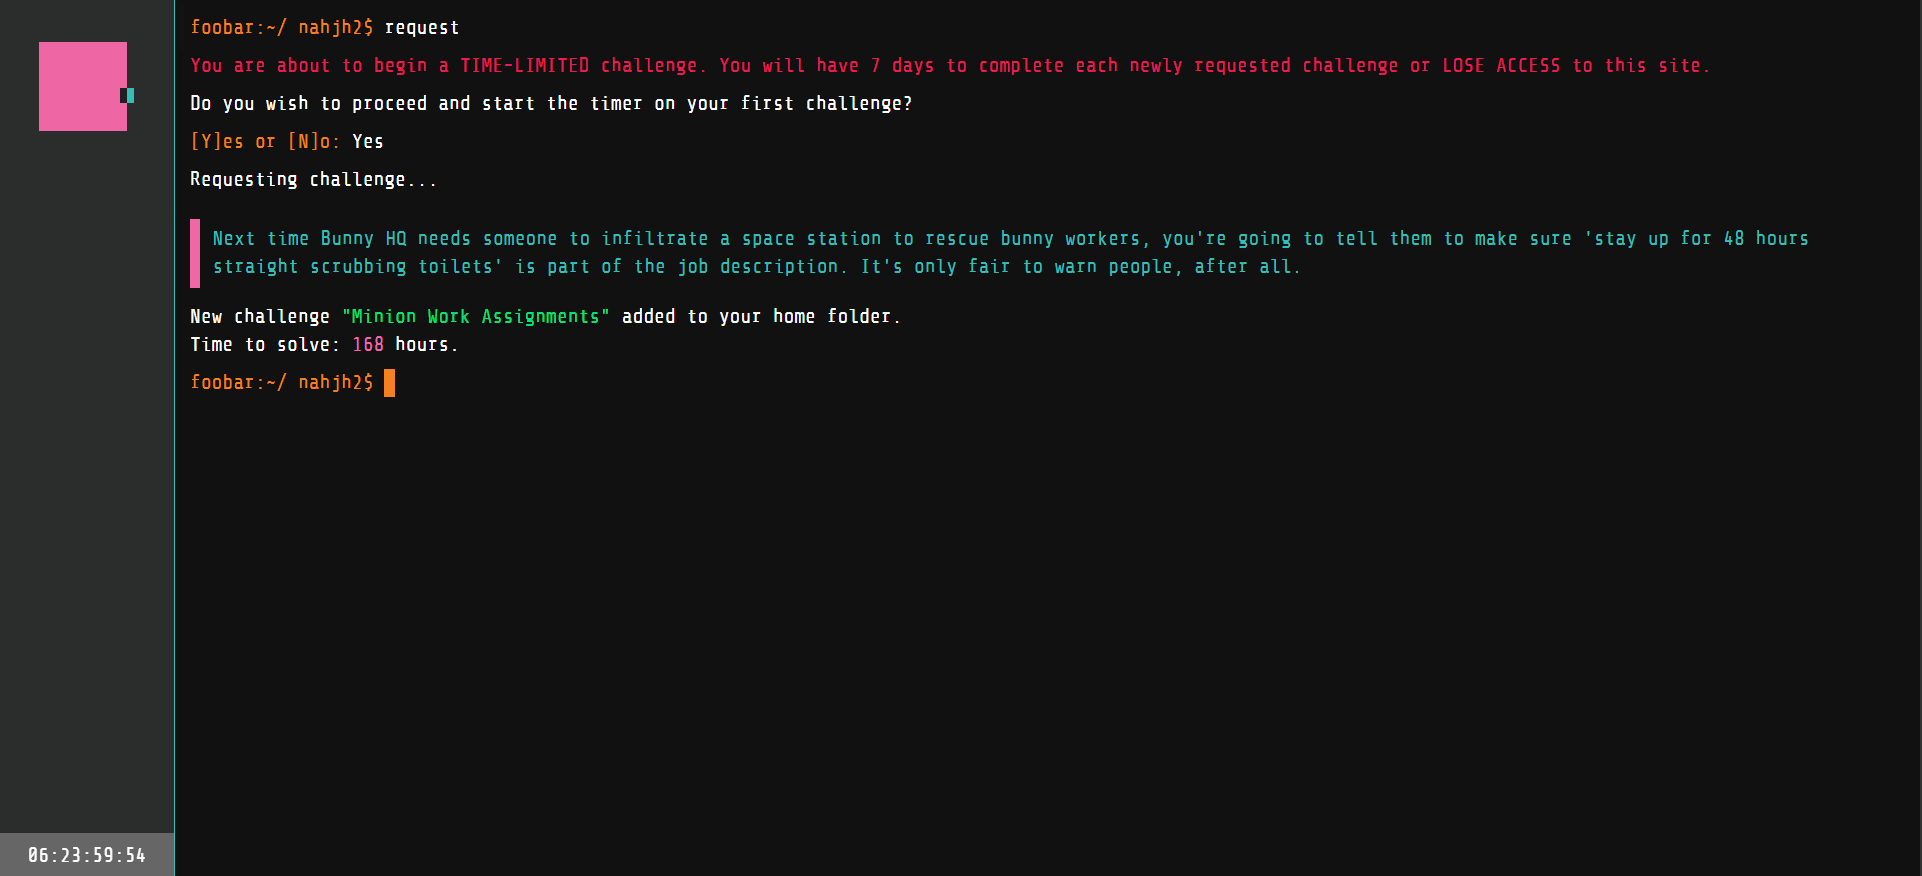 foobar:~/ nahjh2$ request
You are about to begin a TIME-LIMITED challenge. You will have 7 days to complete each newly requested challenge or LOSE ACCESS to this site.
Do you wish to proceed and start the timer on your first challenge?
[Y]es or [N]o: Yes
Requesting challenge...
Next time Bunny HQ needs someone to infiltrate a space station to rescue bunny workers, you're going to tell them to make sure 'stay up for 48 hours
straight scrubbing toilets' is part of the job description. It's only fair to warn people, after all.
New challenge "Minion Work Assignments" added to your home folder.
Time to solve: 168 hours.
foobar:~/ nahjh2$
06:23:59:54